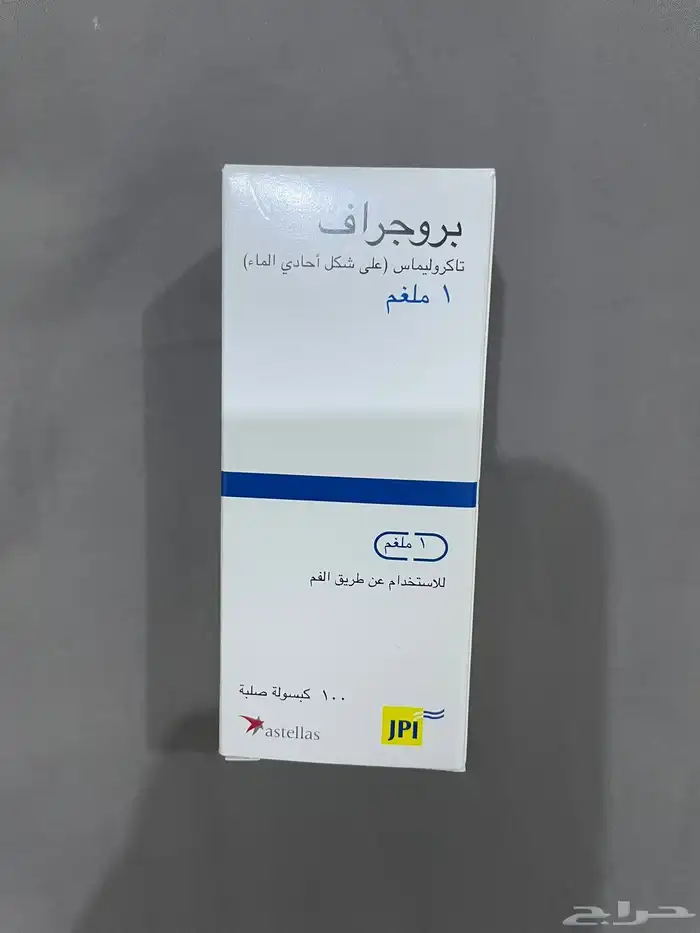 بروجراف
تاكروليماس (على شكل أحادي الماء)
١ ملغم
١ ملغم
للاستخدام عن طريق الفم
١٠٠ كبسولة صلبة
astellas
JPI
حراج